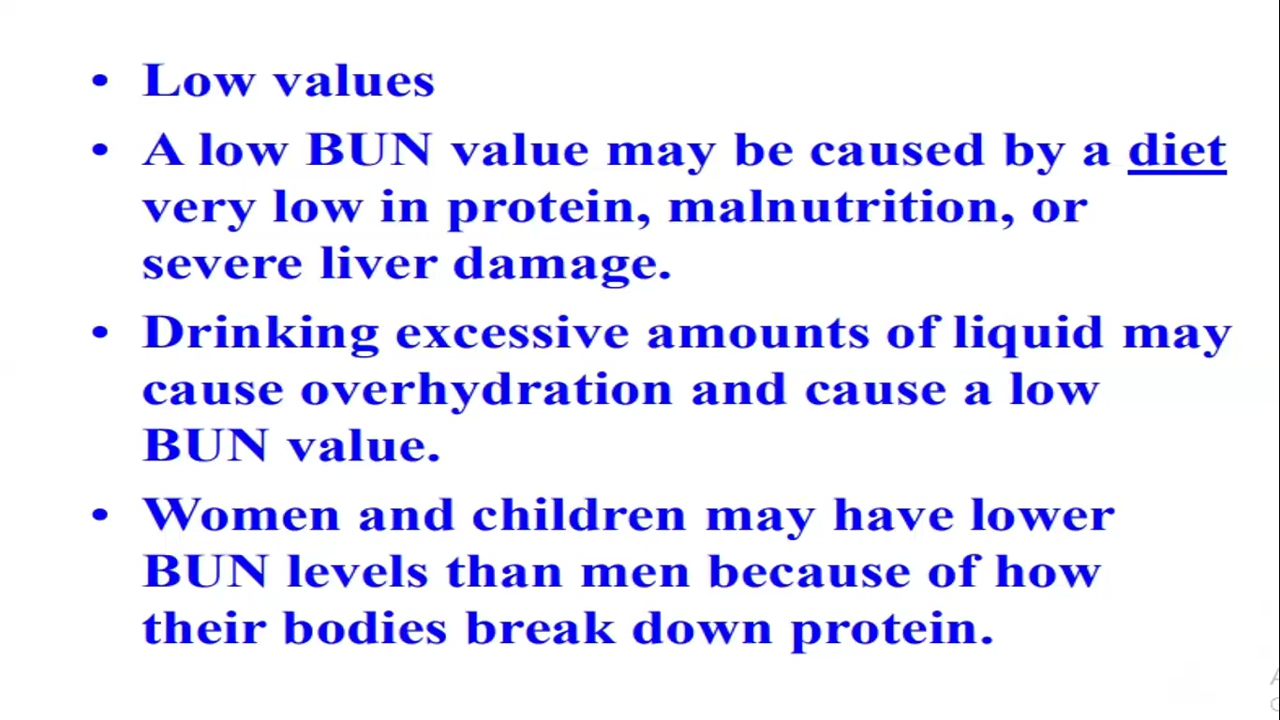 • Low values
• A low BUN value may be caused by a diet
very low in protein, malnutrition, or
severe liver damage.
• Drinking excessive amounts of liquid may
cause overhydration and cause a low
BUN value.
• Women and children may have lower
BUN levels than men because of how
their bodies break down protein.